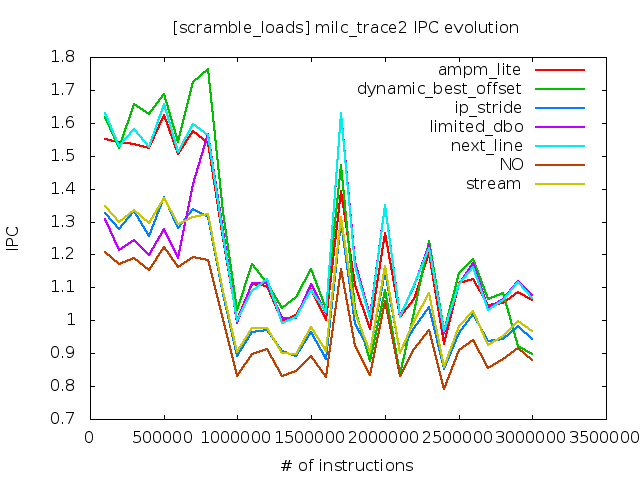 [scramble_loads] milc_trace2 IPC evolution
1.8
1.7
1.6
1.5
1.4
1.3
1.2
1.1
1
0.9
0.8
0.7
IPC
ampm_lite
dynamic_best_offset
ip_stride
limited_dbo
next_line
NO
stream
0 500000 1000000 1500000 2000000 2500000 3000000 3500000
# of instructions